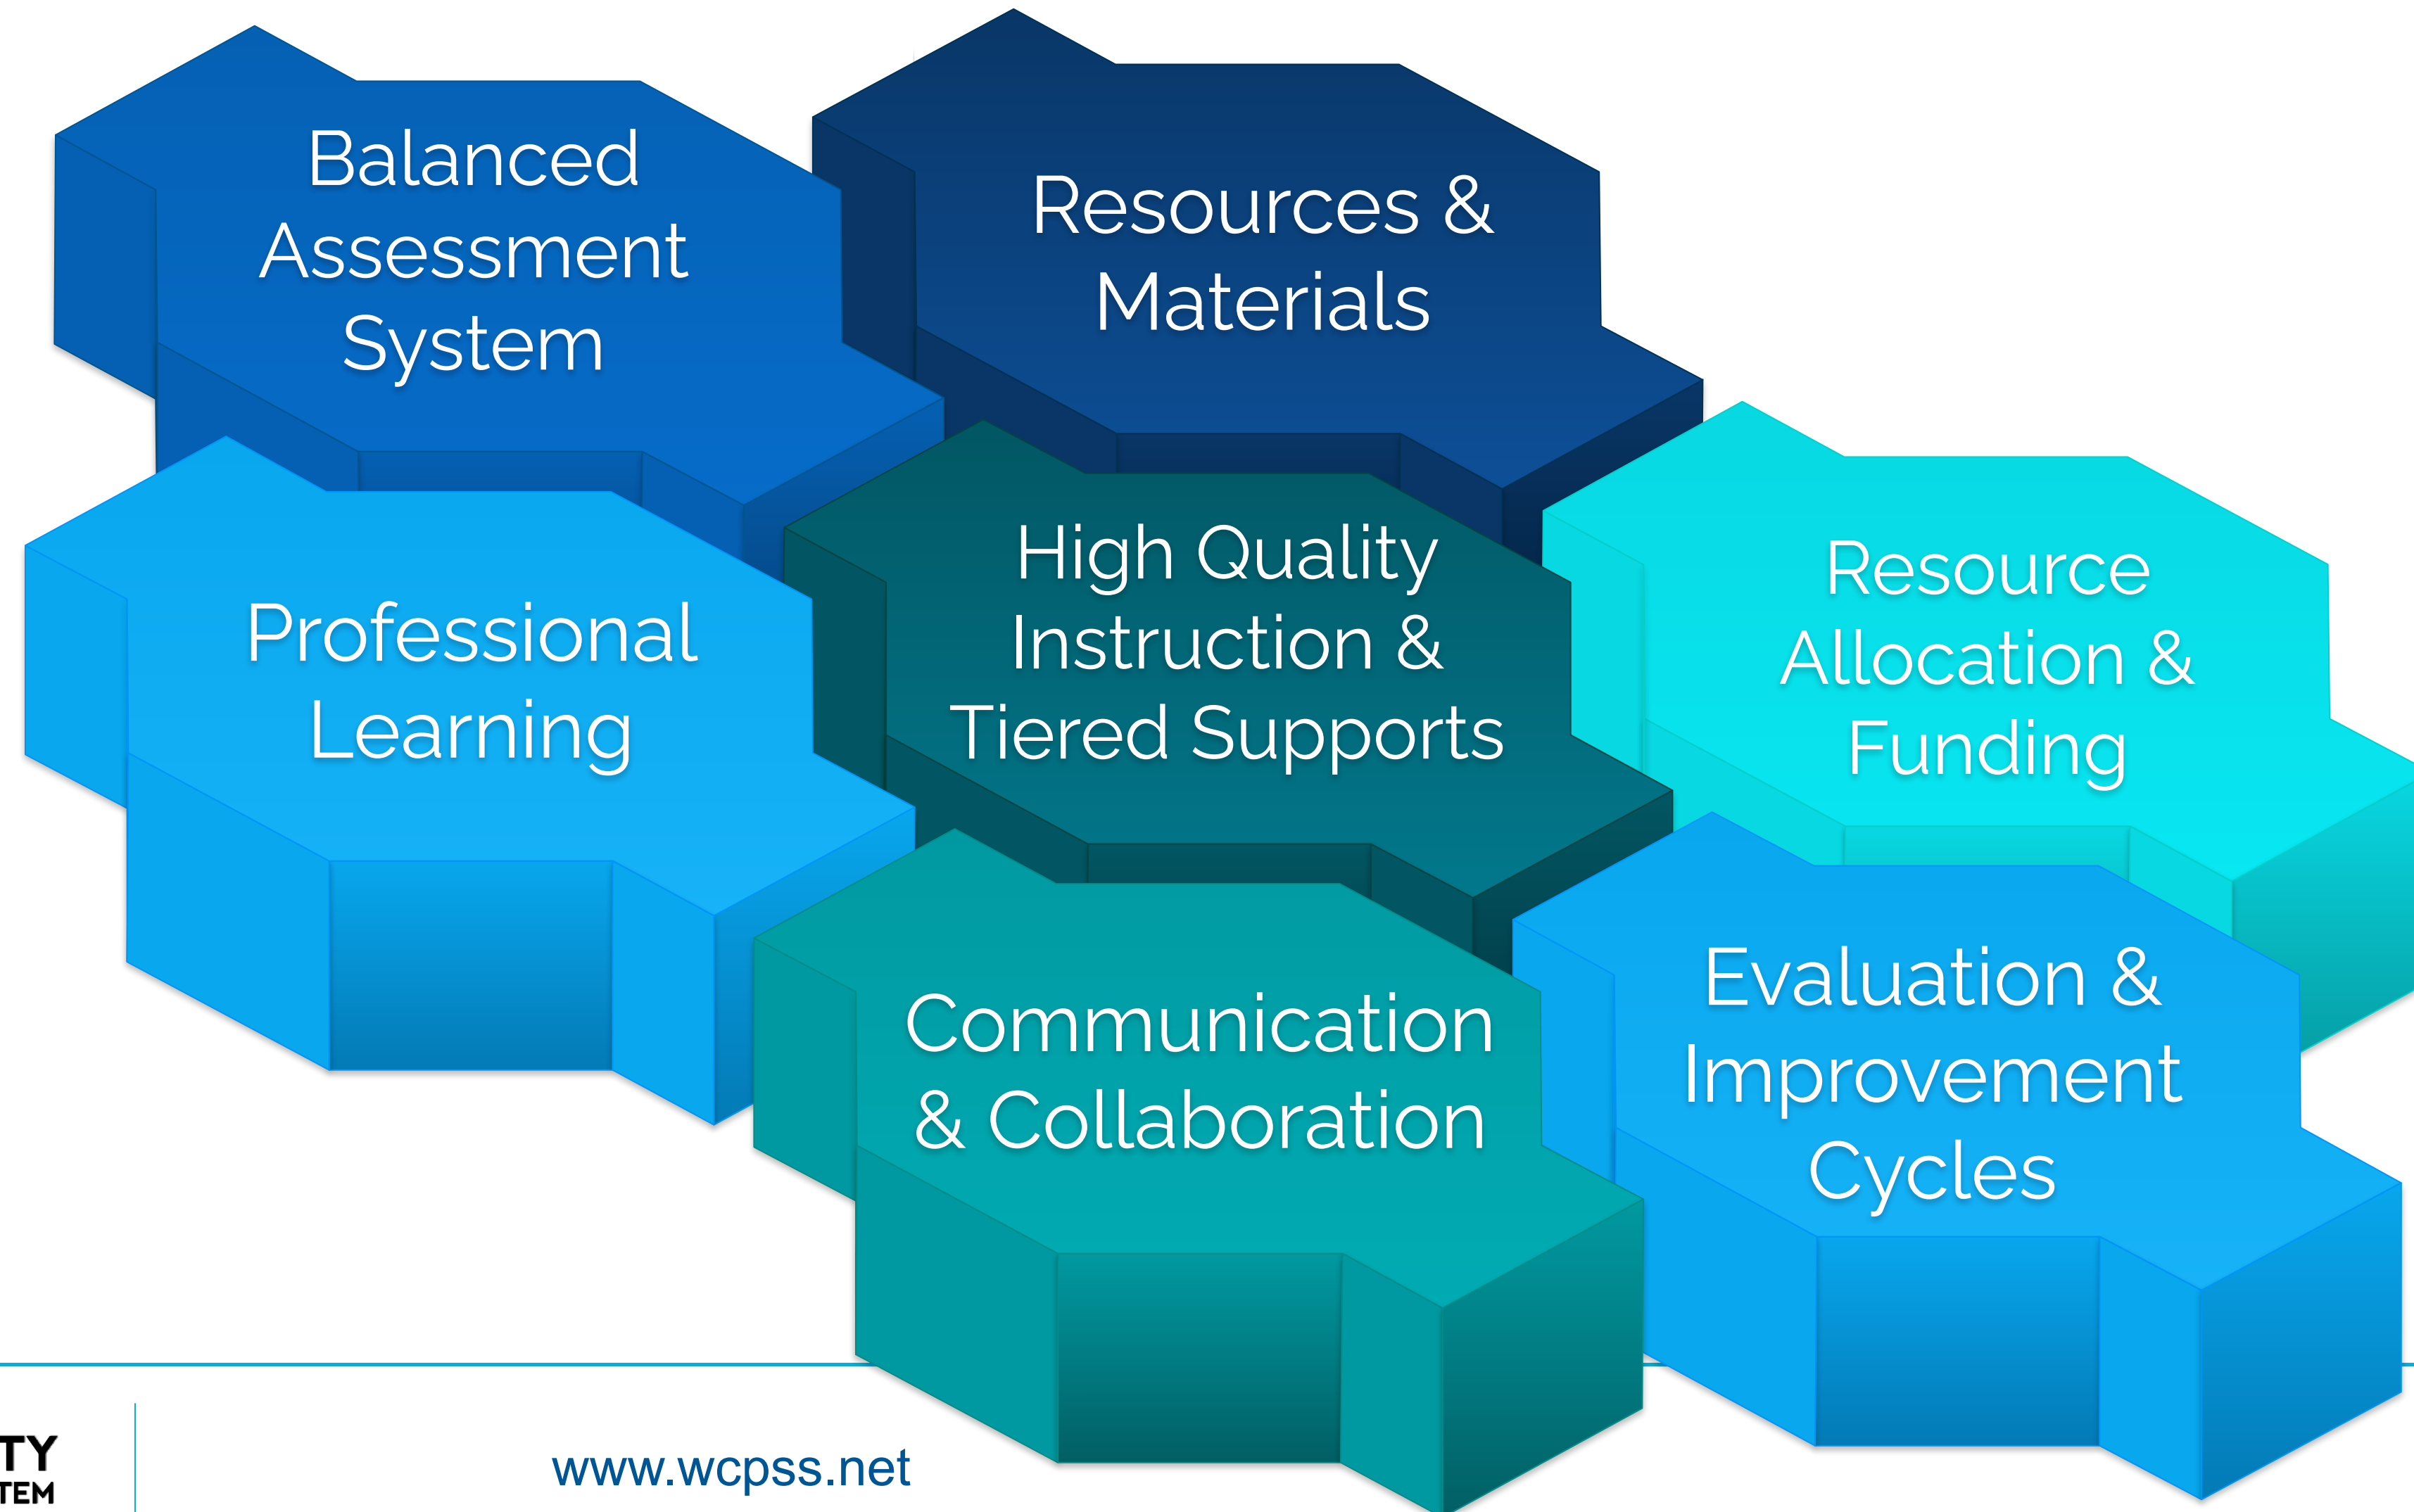 Balanced
Assessment
System
Resources &
Materials
Professional
Learning
High Quality
Instruction &
Tiered Supports
Resource
Allocation &
Funding
Communication
& Collaboration
Evaluation &
Improvement
Cycles
TY
TEM
www.wcpss.net